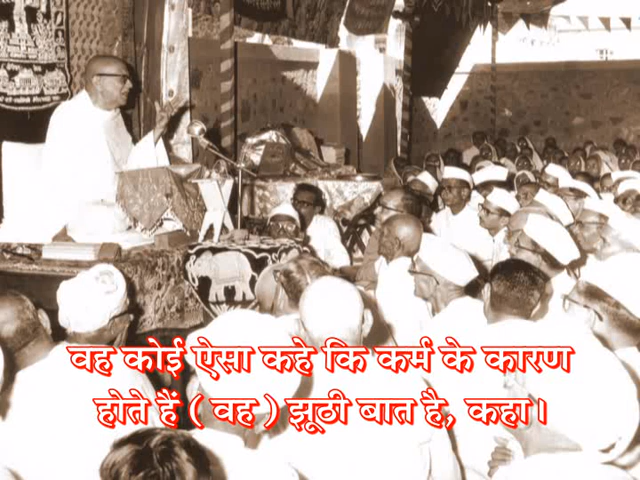 वह कोई ऐसा कहे कि कर्म के कारण
होते हैं ( वह ) झूठी बात है, कहा।